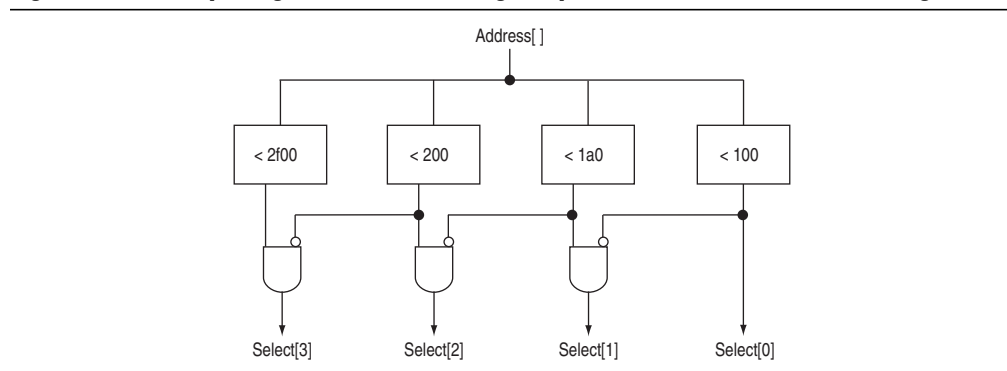 Address[ ]
< 2f00
< 200
< 1a0
< 100
Select[3]
Select[2]
Select[1]
Select[0]